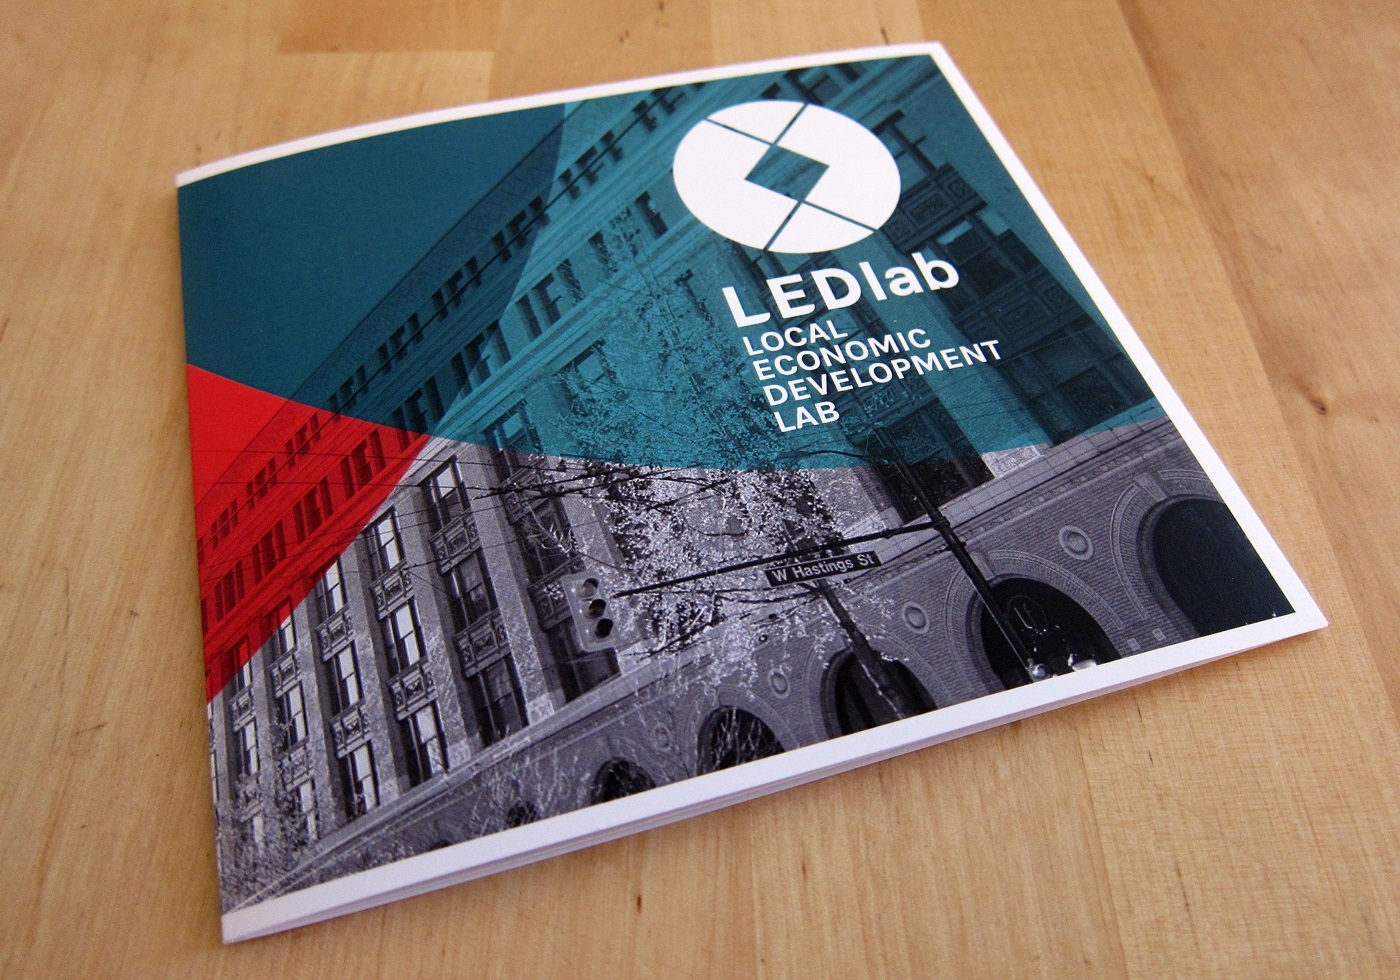 LEDlab
LOCAL
ECONOMIC
DEVELOPMENT
LAB
W Hastings St